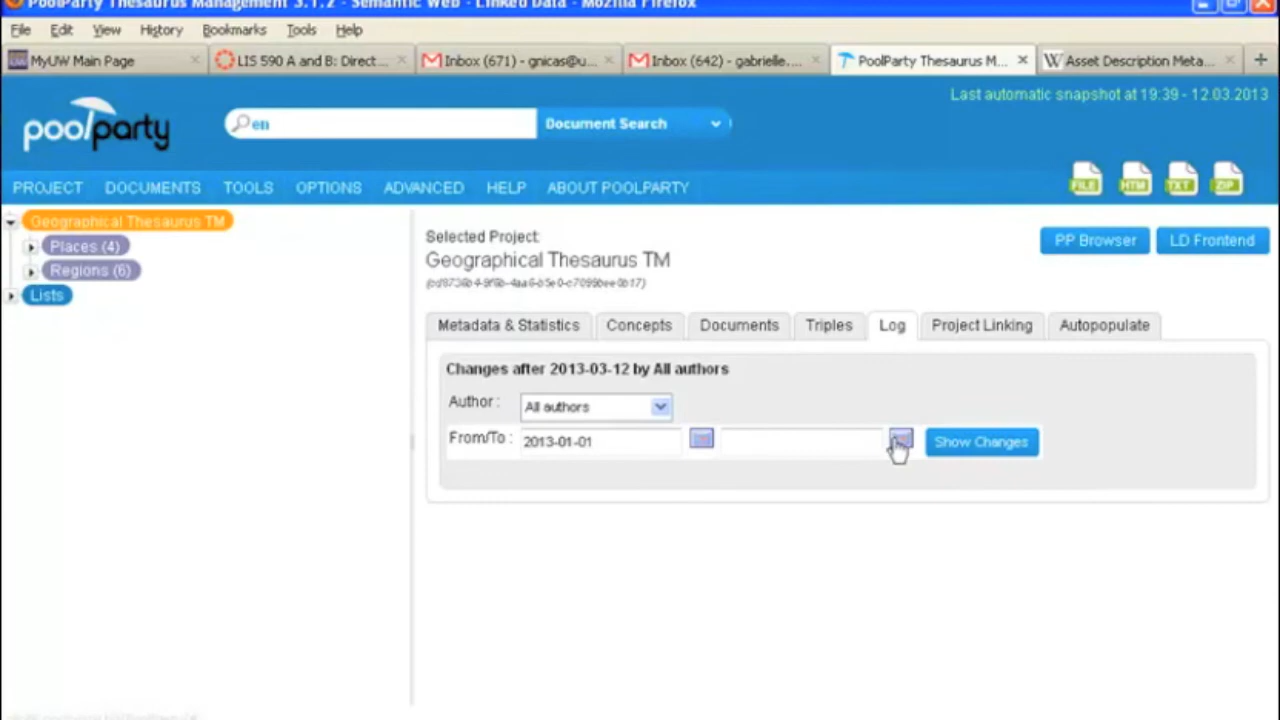 PoolParty Thesaurus Management 3.1.2 - Semantic Web - Linked Data - Mozilla Firefox
File Edit View History Bookmarks Tools Help
MyUW Main Page
LIS 590 A and B: Direct...
Inbox (671) - gnicas@u...
Inbox (642) - gabrielle....
PoolParty Thesaurus M...
Asset Description Meta...
Last automatic snapshot at 19:39 - 12.03.2013
poolparty
en
Document Search
FILE HTM TXT ZIP
PROJECT DOCUMENTS TOOLS OPTIONS ADVANCED HELP ABOUT POOLPARTY
Geographical Thesaurus TM
Places (4)
Regions (6)
Lists
Selected Project:
Geographical Thesaurus TM
PP Browser
LD Frontend
Metadata & Statistics
Concepts
Documents
Triples
Log
Project Linking
Autopopulate
Changes after 2013-03-12 by All authors
Author : All authors
From/To : 2013-01-01
Show Changes